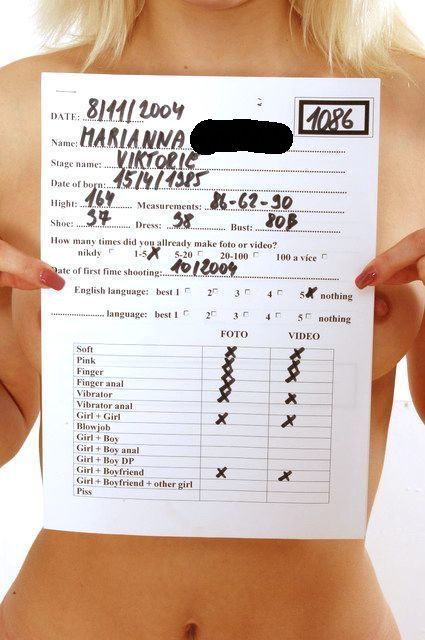 DATE: 8/11/2004
1086
Name: MARIANNA
Stage name: VIKTORIE
Date of born: 15/4/1985
Hight: 164 Measurements: 86-62-90
Shoe: 37 Dress: 38 Bust: 80B
How many times did you allready make foto or video?
nikdy 1-5 X 5-20 20-100 100 a více
Date of first time shooting: 10/2004
English language: best 1 2 3 4 5 X nothing
language: best 1 2 3 4 5 nothing
FOTO VIDEO
Soft X X
Pink X X
Finger X X
Finger anal X
Vibrator X X
Vibrator anal
Girl + Girl X X
Blowjob
Girl + Boy
Girl + Boy anal
Girl + Boy DP
Girl + Boyfriend X X
Girl + Boyfriend + other girl
Piss